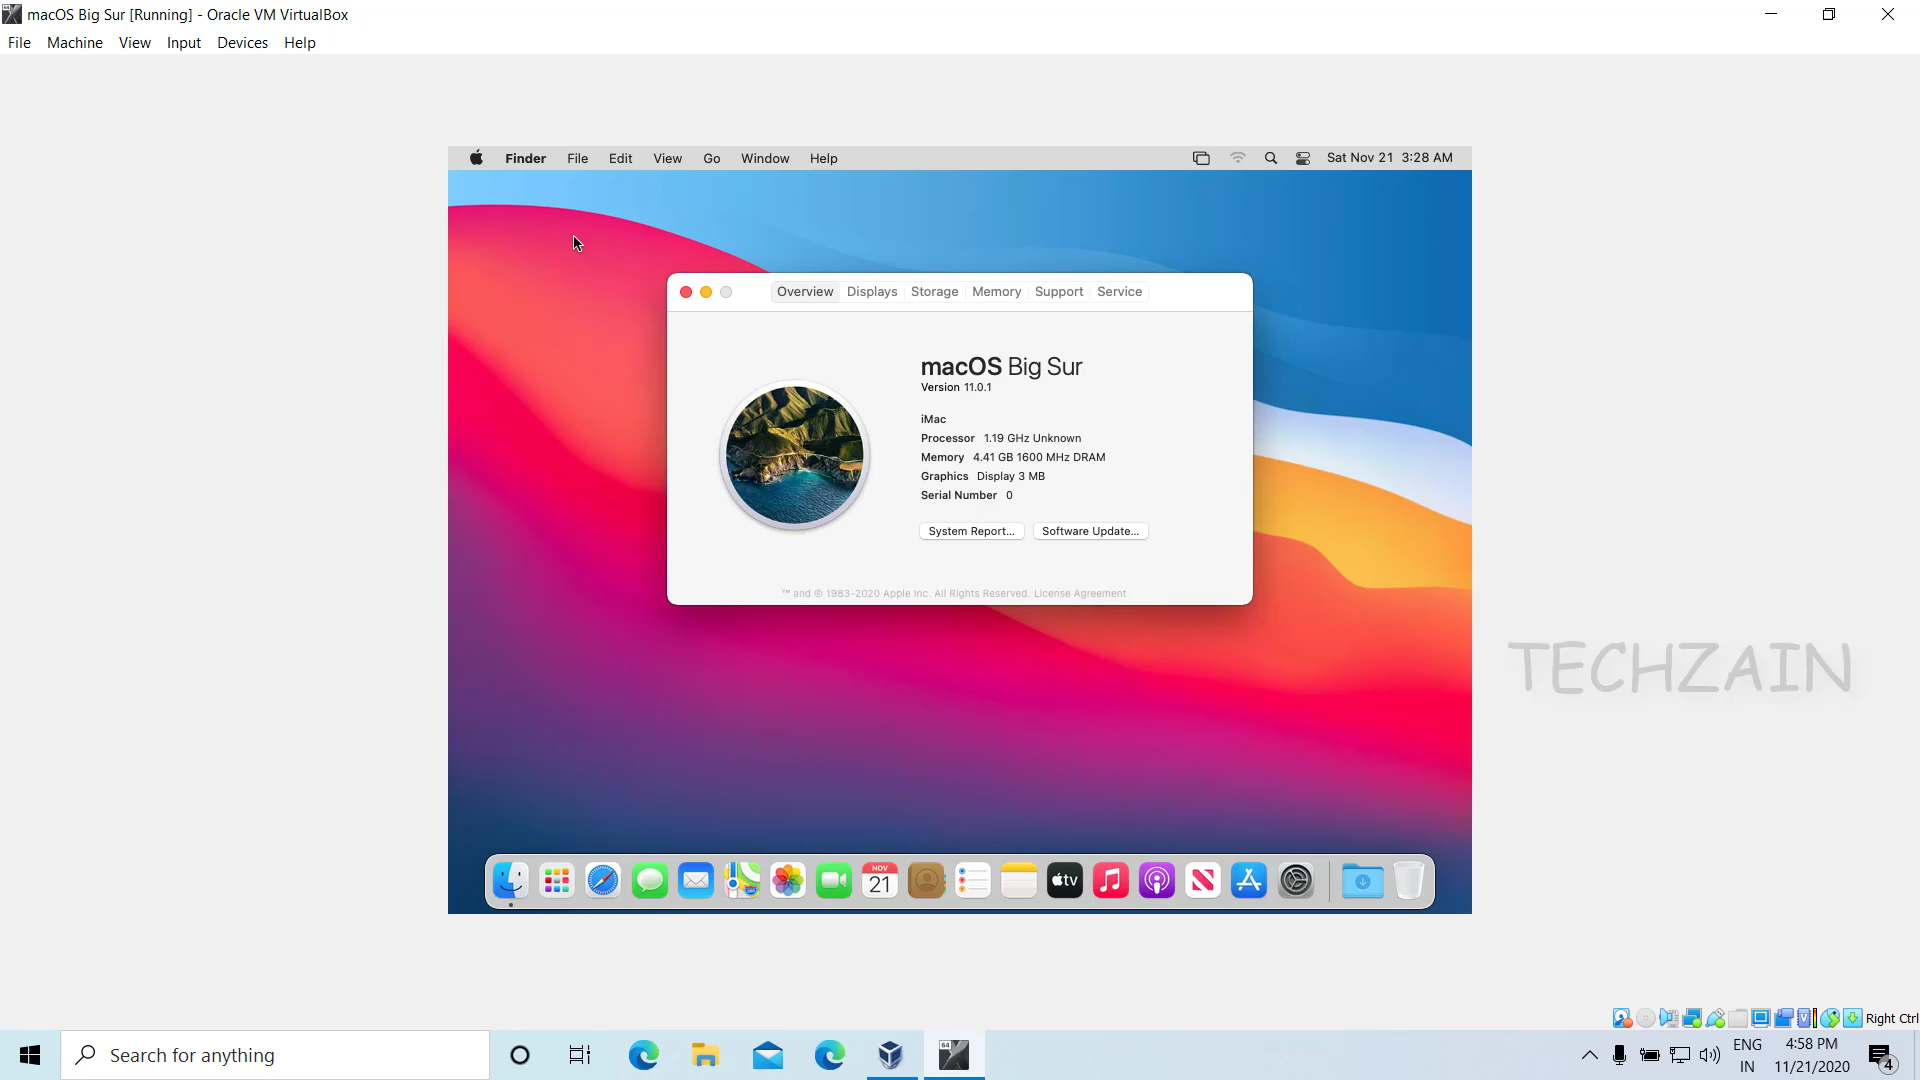 macOS Big Sur [Running] - Oracle VM VirtualBox
File Machine View Input Devices Help
Finder File Edit View Go Window Help Sat Nov 21 3:28 AM
Overview Displays Storage Memory Support Service
macOS Big Sur
Version 11.0.1
iMac
Processor 1.19 GHz Unknown
Memory 4.41 GB 1600 MHz DRAM
Graphics Display 3 MB
Serial Number 0
System Report... Software Update...
™ and © 1983-2020 Apple Inc. All Rights Reserved. License Agreement
TECHZAIN
NOV
21
tv
Right Ctrl
64
Search for anything
ENG
IN
4:58 PM
11/21/2020
4